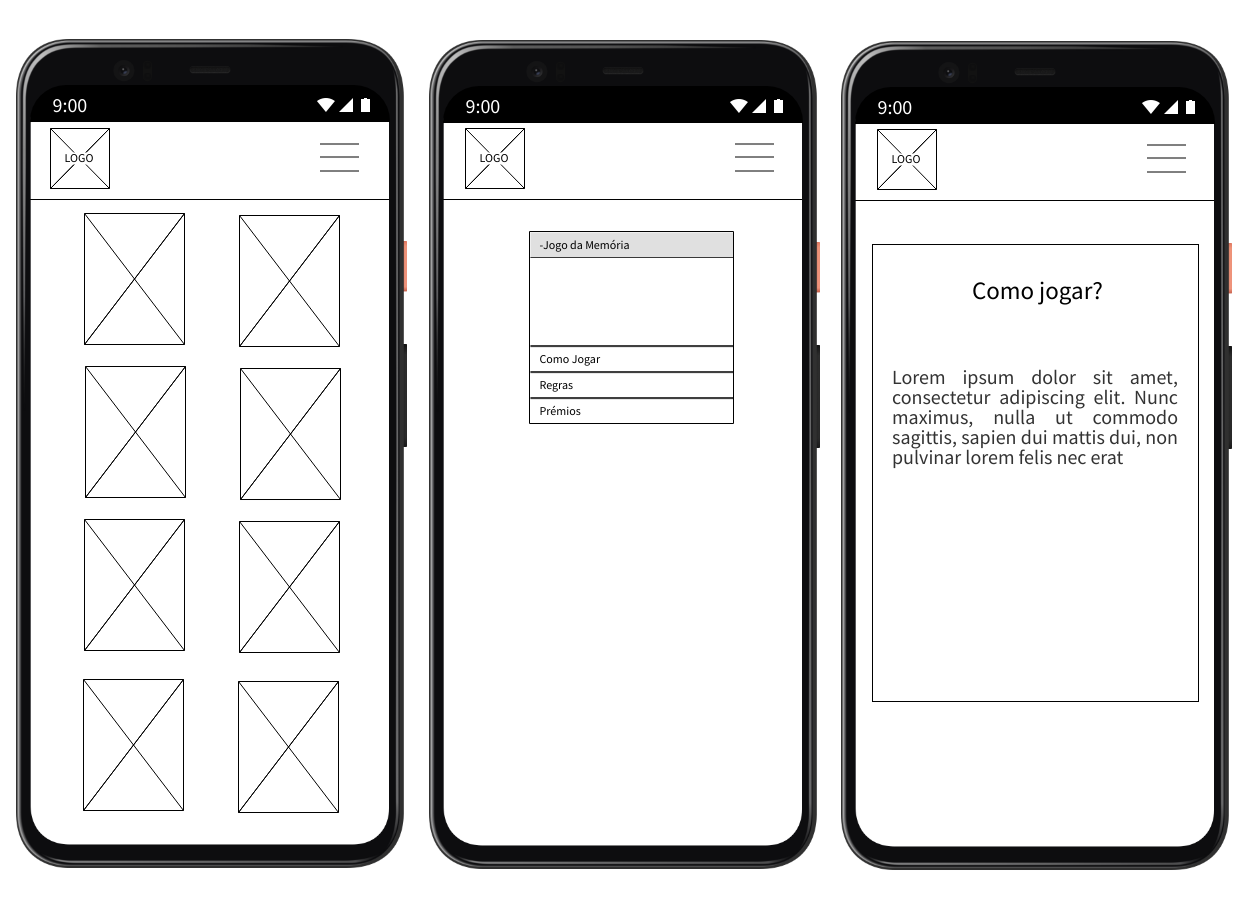 9:00
LOGO
9:00
LOGO
-Jogo da Memória
Como Jogar
Regras
Prémios
9:00
LOGO
Como jogar?
Lorem ipsum dolor sit amet,
consectetur adipiscing elit. Nunc
maximus, nulla ut commodo
sagittis, sapien dui mattis dui, non
pulvinar lorem felis nec erat